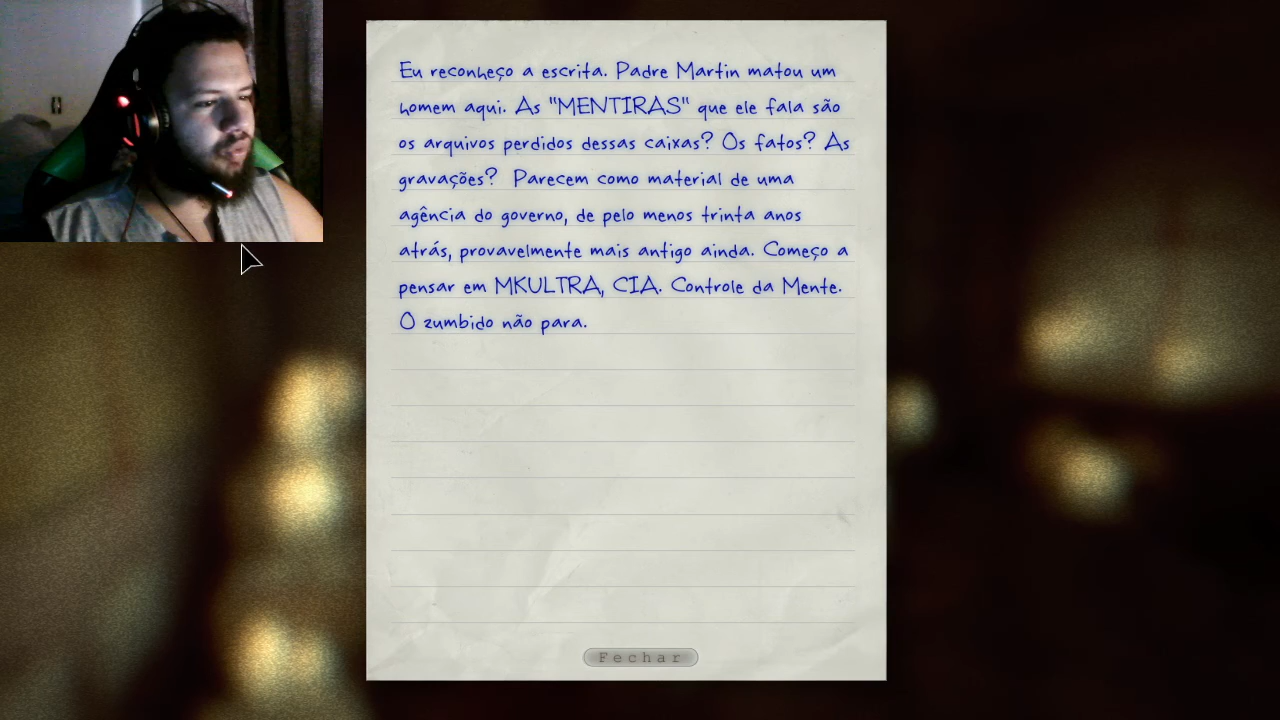 Eu reconheço a escrita. Padre Martin matou um
homem aqui. As "MENTIRAS" que ele fala são
os arquivos perdidos dessas caixas? Os fatos? As
gravações?  Parecem como material de uma
agência do governo, de pelo menos trinta anos
atrás, provavelmente mais antigo ainda. Começo a
pensar em MKULTRA, CIA. Controle da Mente.
O zumbido não para.
Fechar